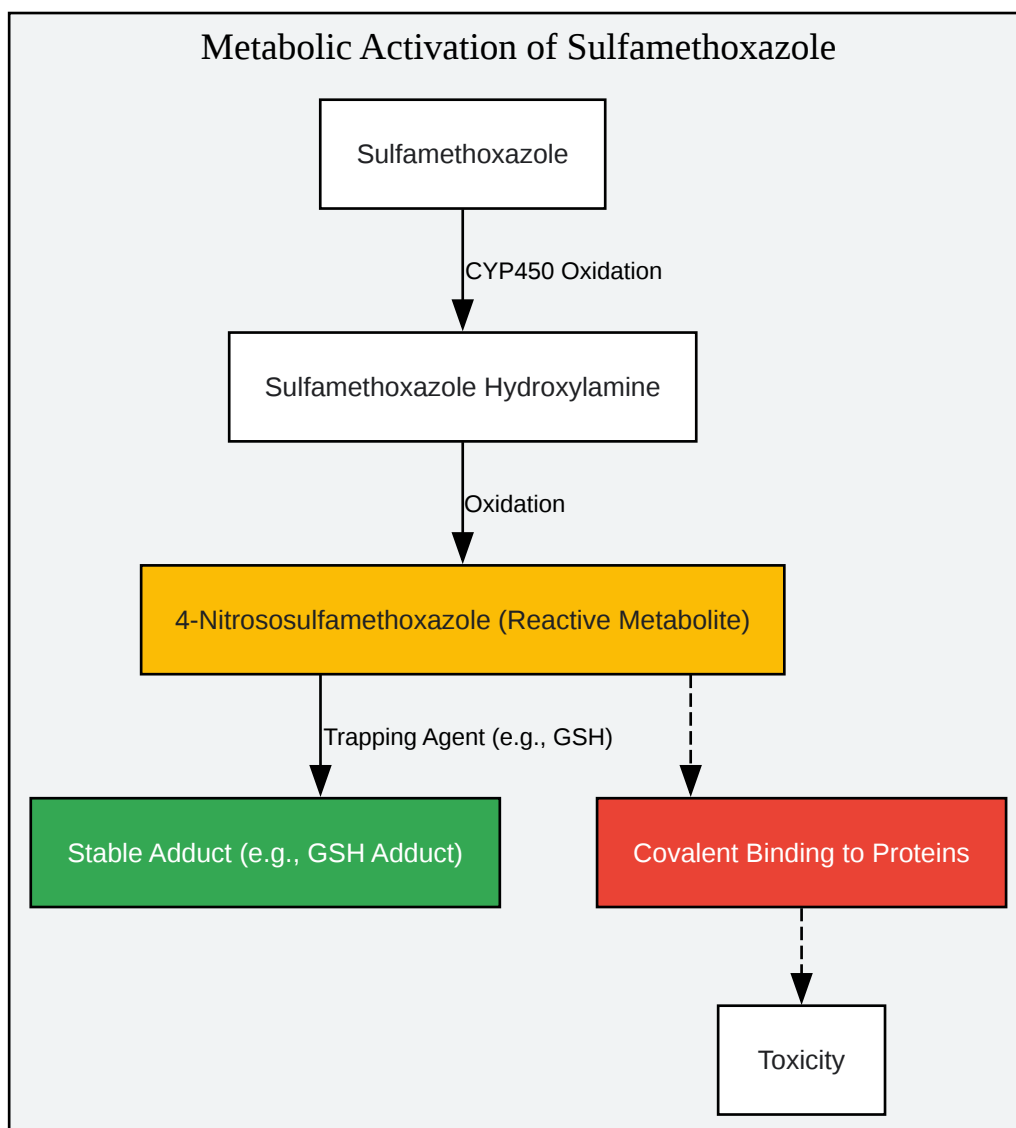 Metabolic Activation of Sulfamethoxazole
Sulfamethoxazole
CYP450 Oxidation
Sulfamethoxazole Hydroxylamine
Oxidation
4-Nitrososulfamethoxazole (Reactive Metabolite)
Trapping Agent (e.g., GSH)
Stable Adduct (e.g., GSH Adduct)
Covalent Binding to Proteins
Toxicity